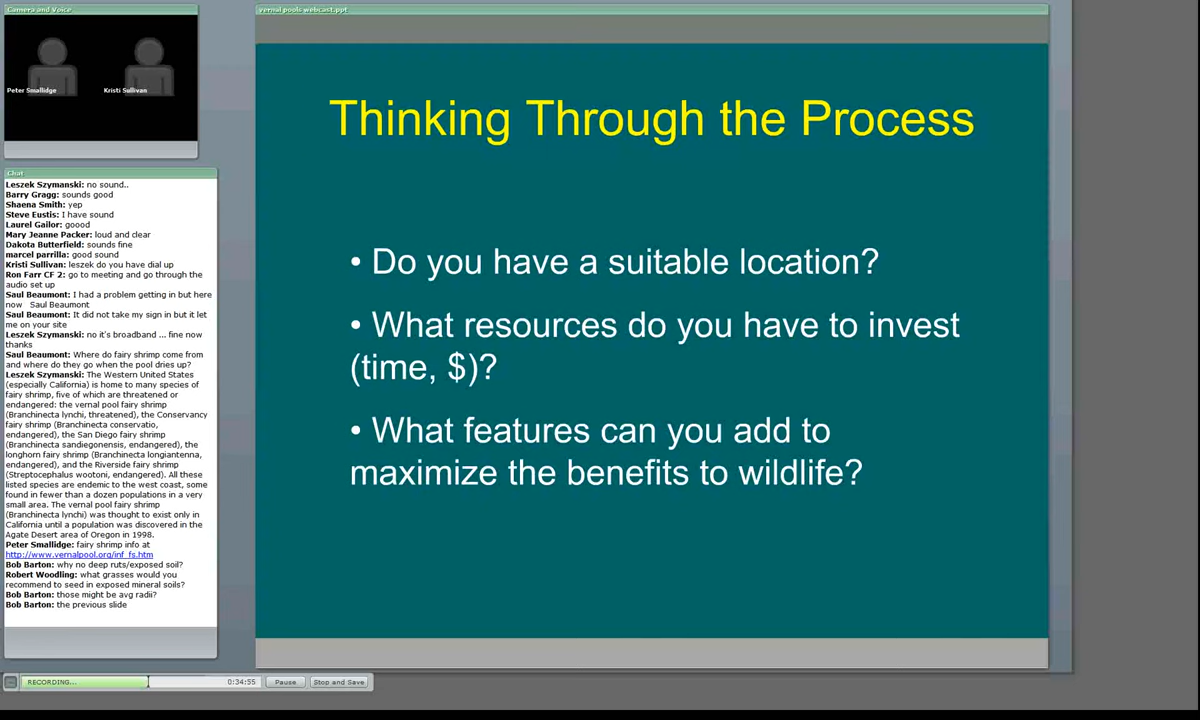 Camera and Voice
Peter Smallidge
Kristi Sullivan
Chat
Leszek Szymanski: no sound..
Barry Gragg: sounds good
Shaena Smith: yep
Steve Eustis: I have sound
Laurel Gailor: goood
Mary Jeanne Packer: loud and clear
Dakota Butterfield: sounds fine
marcel parrilla: good sound
Kristi Sullivan: leszek do you have dial up
Ron Farr CF 2: go to meeting and go through the
audio set up
Saul Beaumont: I had a problem getting in but here
now Saul Beaumont
Saul Beaumont: It did not take my sign in but it let
me on your site
Leszek Szymanski: no it's broadband ... fine now
thanks
Saul Beaumont: Where do fairy shrimp come from
and where do they go when the pool dries up?
Leszek Szymanski: The Western United States
(especially California) is home to many species of
fairy shrimp, five of which are threatened or
endangered: the vernal pool fairy shrimp
(Branchinecta lynchi, threatened), the Conservancy
fairy shrimp (Branchinecta conservatio,
endangered), the San Diego fairy shrimp
(Branchinecta sandiegonensis, endangered), the
longhorn fairy shrimp (Branchinecta longiantenna,
endangered), and the Riverside fairy shrimp
(Streptocephalus wootoni, endangered). All these
listed species are endemic to the west coast, some
found in fewer than a dozen populations in a very
small area. The vernal pool fairy shrimp
(Branchinecta lynchi) was thought to exist only in
California until a population was discovered in the
Agate Desert area of Oregon in 1998.
Peter Smallidge: fairy shrimp info at
http://www.vernalpool.org/inf_fs.htm
Bob Barton: why no deep ruts/exposed soil?
Robert Woodling: what grasses would you
recommend to seed in exposed mineral soils?
Bob Barton: those might be avg radii?
Bob Barton: the previous slide
vernal pools webcast.ppt
Thinking Through the Process
• Do you have a suitable location?
• What resources do you have to invest
(time, $)?
• What features can you add to
maximize the benefits to wildlife?
RECORDING...
0:34:55
Pause
Stop and Save